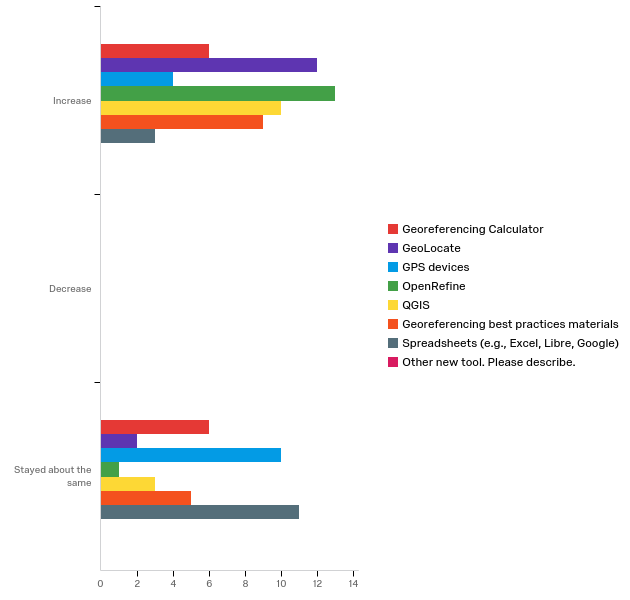 Increase
Decrease
Stayed about the
same
Georeferencing Calculator
GeoLocate
GPS devices
OpenRefine
QGIS
Georeferencing best practices materials
Spreadsheets (e.g., Excel, Libre, Google)
Other new tool. Please describe.
0 2 4 6 8 10 12 14